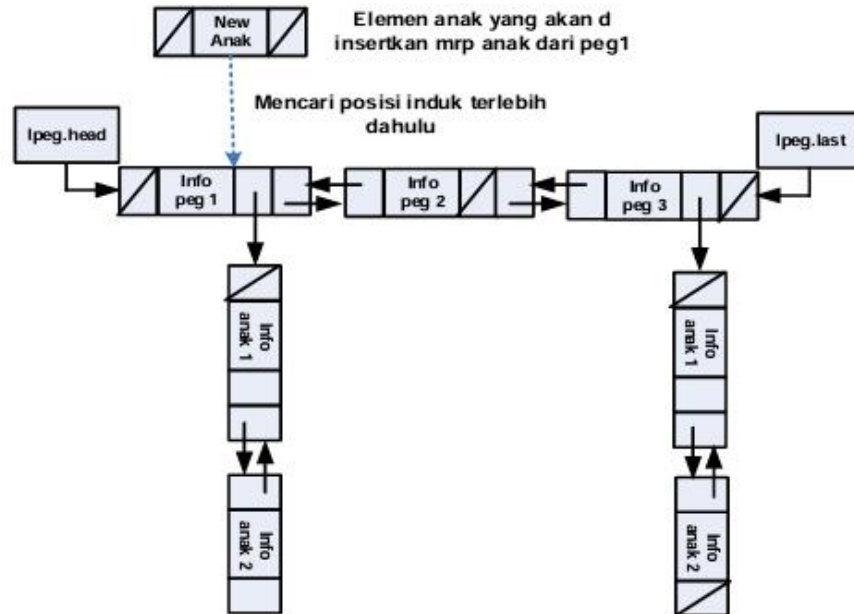 New
Anak
Elemen anak yang akan d
insertkan mrp anak dari peg1
Mencari posisi induk terlebih
dahulu
lpeg.head
lpeg.last
Info
peg 1
Info
peg 2
Info
peg 3
Info
anak 1
Info
anak 1
Info
anak 2
Info
anak 2